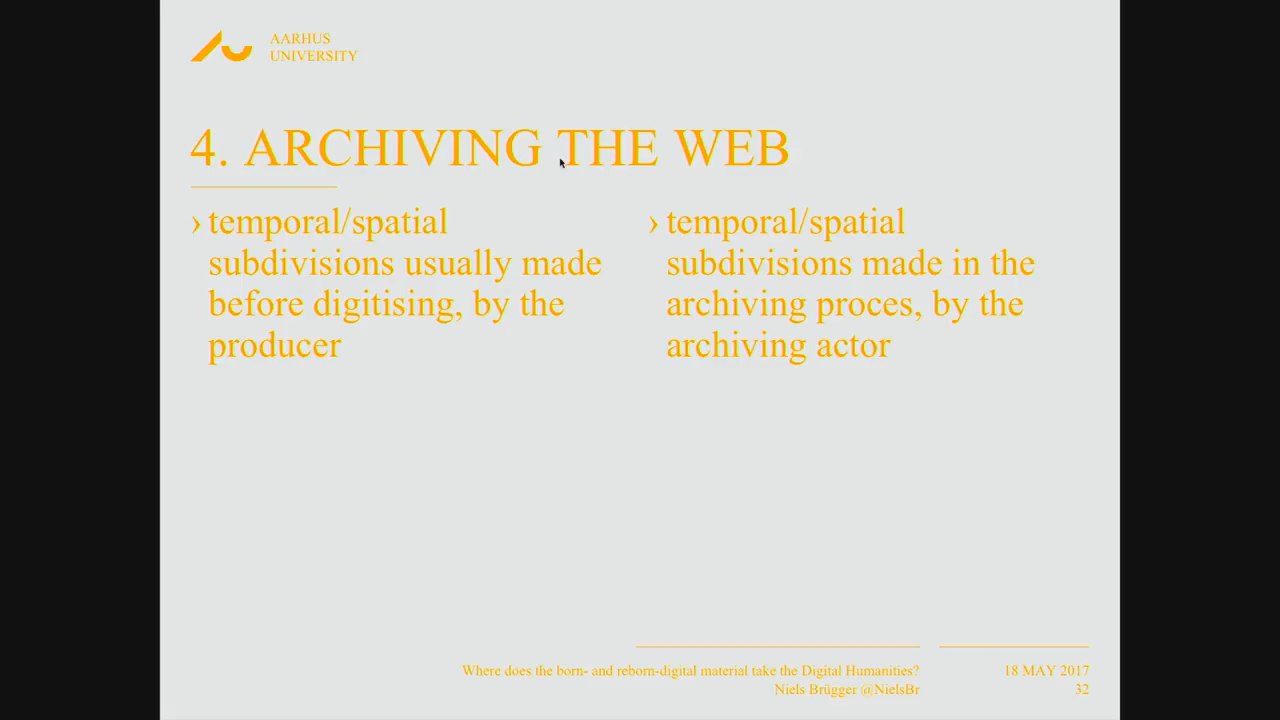 AARHUS
UNIVERSITY
4. ARCHIVING THE WEB
› temporal/spatial
subdivisions usually made
before digitising, by the
producer
› temporal/spatial
subdivisions made in the
archiving proces, by the
archiving actor
Where does the born- and reborn-digital material take the Digital Humanities?
Niels Brügger @NielsBr
18 MAY 2017
32